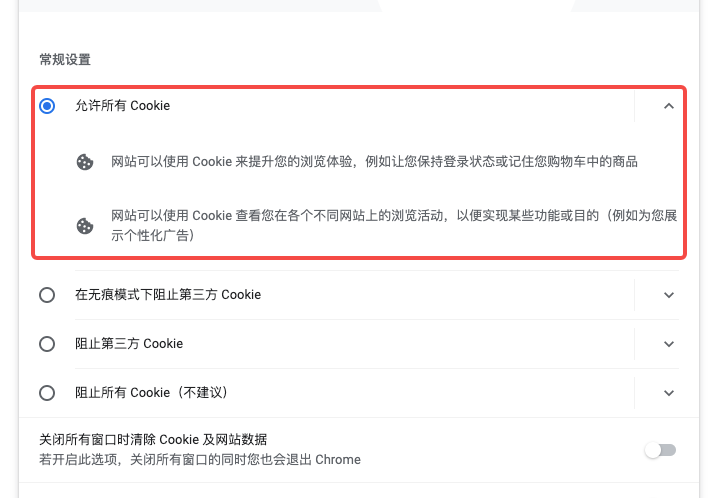 常规设置
允许所有 Cookie
网站可以使用 Cookie 来提升您的浏览体验，例如让您保持登录状态或记住您购物车中的商品
网站可以使用 Cookie 查看您在各个不同网站上的浏览活动，以便实现某些功能或目的（例如为您展
示个性化广告）
在无痕模式下阻止第三方 Cookie
阻止第三方 Cookie
阻止所有 Cookie（不建议）
关闭所有窗口时清除 Cookie 及网站数据
若开启此选项，关闭所有窗口的同时您也会退出 Chrome